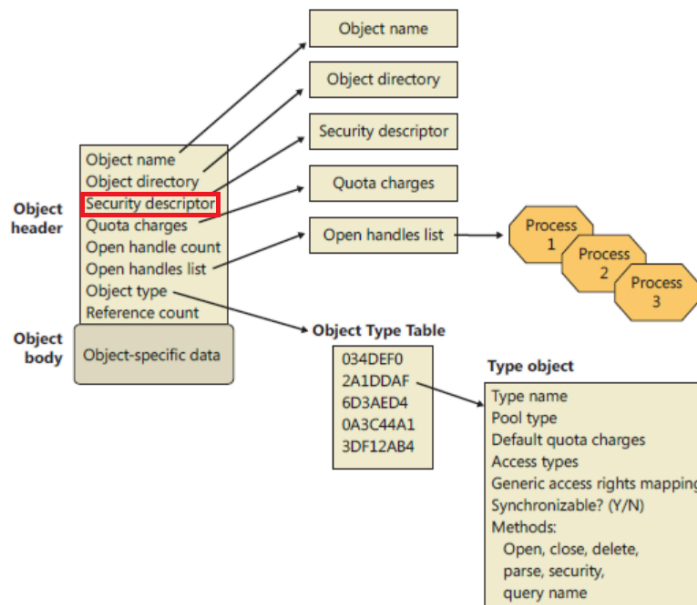 Object name
Object directory
Security descriptor
Quota charges
Open handles list
Object header
Object name
Object directory
Security descriptor
Quota charges
Open handle count
Open handles list
Object type
Reference count
Object body
Object-specific data
Process 1
Process 2
Process 3
Object Type Table
034DEF0
2A1DDAF
6D3AED4
0A3C44A1
3DF12AB4
Type object
Type name
Pool type
Default quota charges
Access types
Generic access rights mapping
Synchronizable? (Y/N)
Methods:
Open, close, delete,
parse, security,
query name